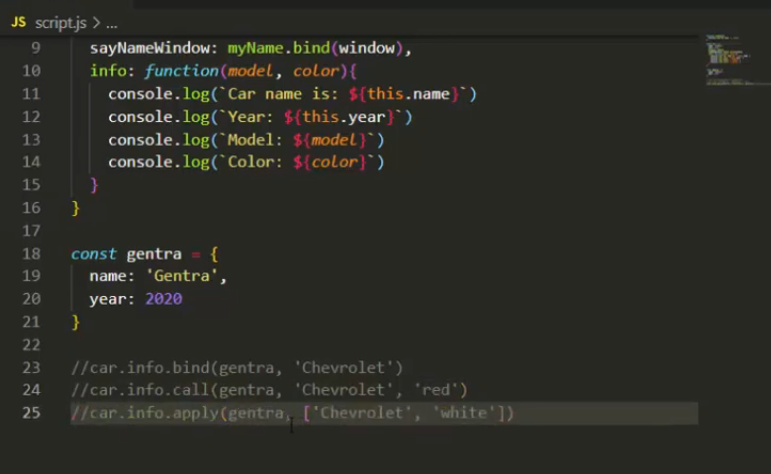 JS script.js > ...
9 sayNameWindow: myName.bind(window),
10 info: function(model, color){
11 console.log(`Car name is: ${this.name}`)
12 console.log(`Year: ${this.year}`)
13 console.log(`Model: ${model}`)
14 console.log(`Color: ${color}`)
15 }
16 }
17
18 const gentra = {
19 name: 'Gentra',
20 year: 2020
21 }
22
23 //car.info.bind(gentra, 'Chevrolet')
24 //car.info.call(gentra, 'Chevrolet', 'red')
25 //car.info.apply(gentra, ['Chevrolet', 'white'])